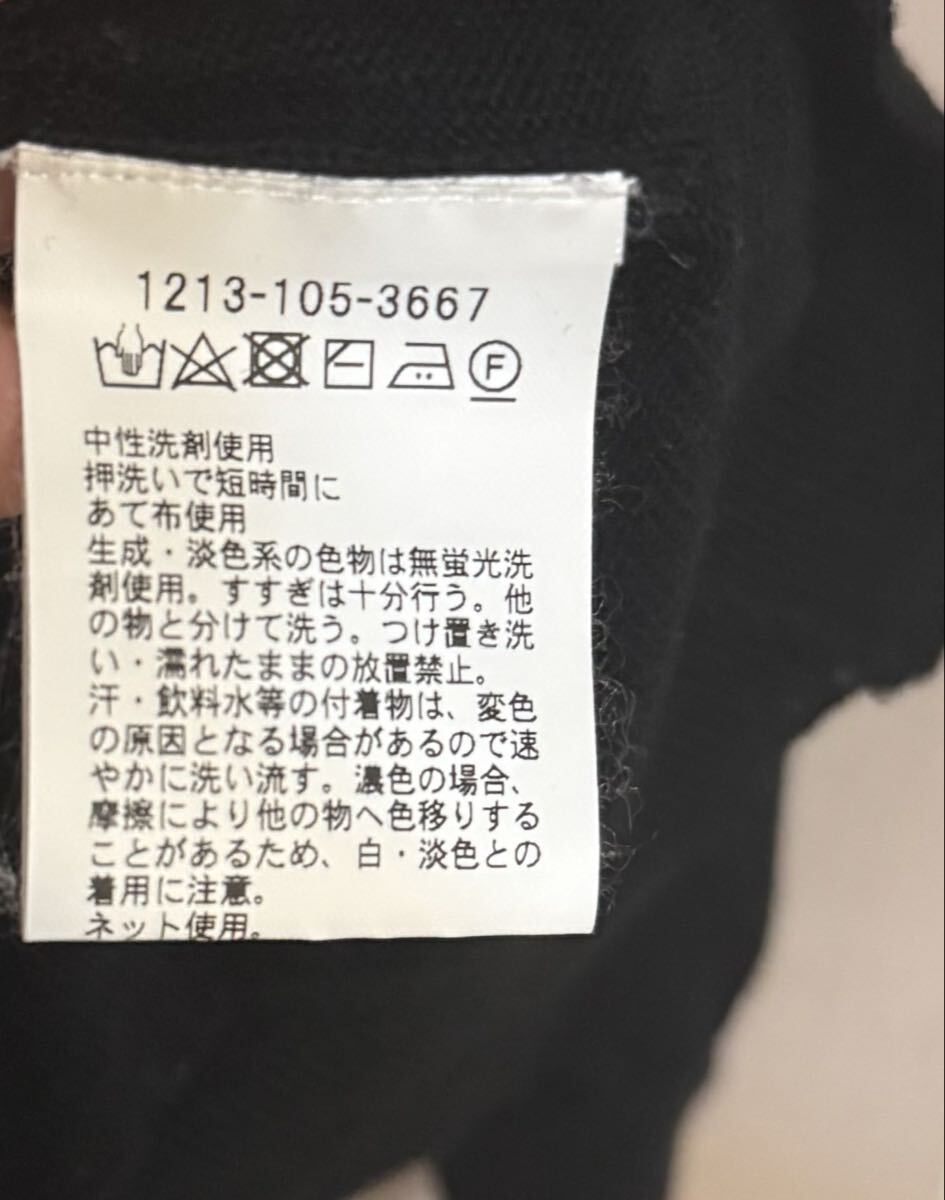 1213-105-3667
F
中性洗剤使用
押洗いで短時間に
あて布使用
生成・淡色系の色物は無蛍光洗
剤使用。すすぎは十分行う。他
の物と分けて洗う。つけ置き洗
い・濡れたままの放置禁止。
汗・飲料水等の付着物は、変色
の原因となる場合があるので速
やかに洗い流す。濃色の場合、
摩擦により他の物へ色移りする
ことがあるため、白・淡色との
着用に注意。
ネット使用。